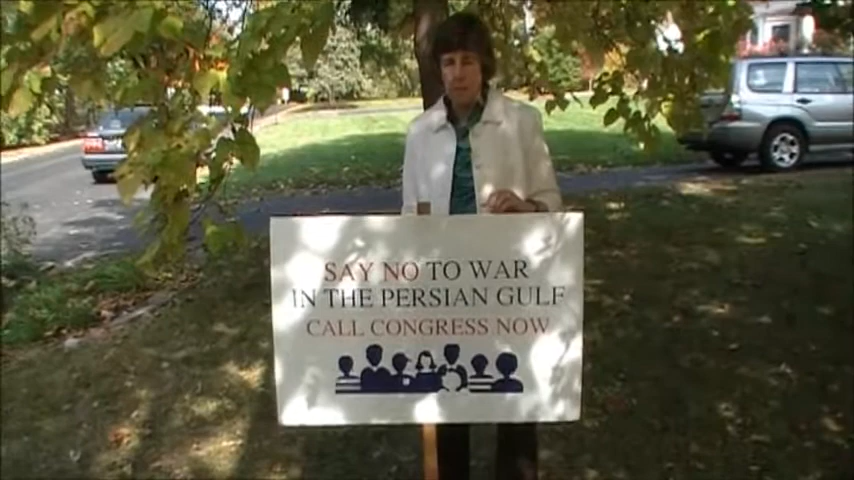 SAY NO TO WAR
IN THE PERSIAN GULF
CALL CONGRESS NOW